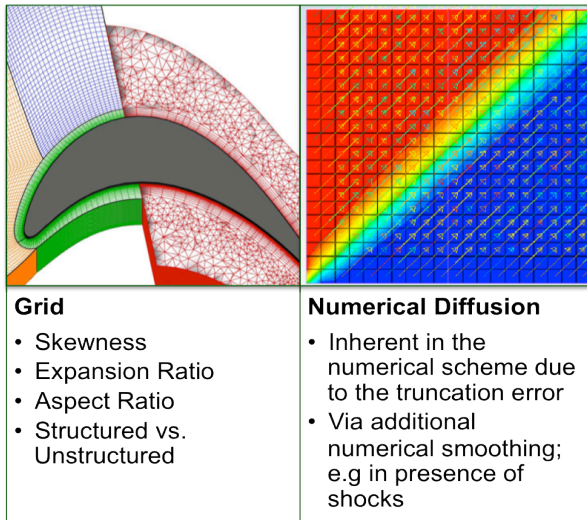 Grid
• Skewness
• Expansion Ratio
• Aspect Ratio
• Structured vs.
Unstructured
Numerical Diffusion
• Inherent in the
numerical scheme due
to the truncation error
• Via additional
numerical smoothing;
e.g in presence of
shocks